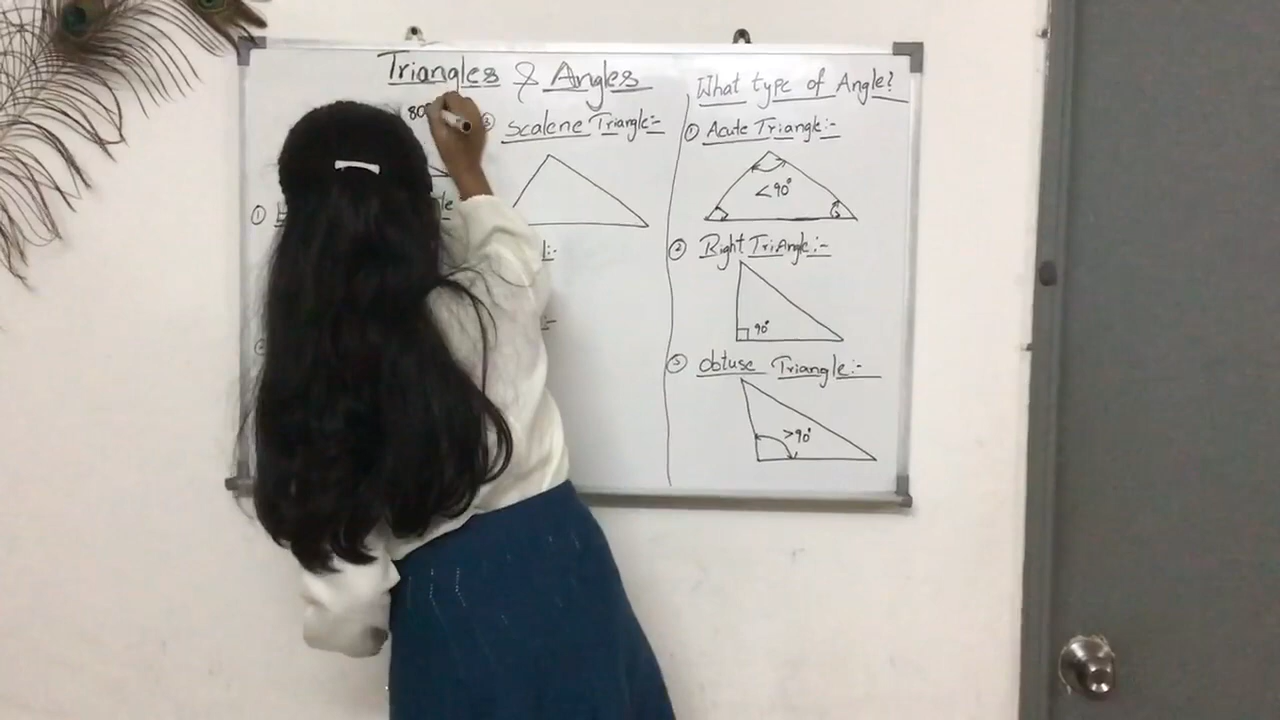 Triangles & Angles
80°
③ Scalene Triangle:-
①
What type of Angle?
① Acute Triangle:-
<90°
② Right Triangle:-
90°
③ Obtuse Triangle:-
>90°